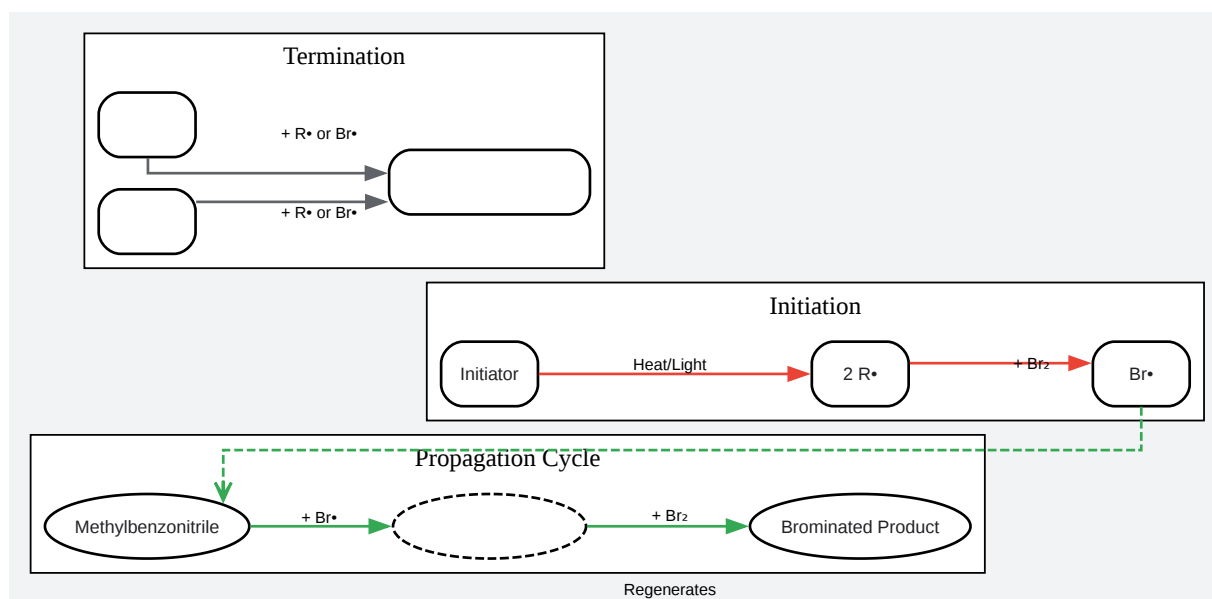 Termination
+ R• or Br•
+ R• or Br•
Initiation
Initiator
Heat/Light
2 R•
+ Br₂
Br•
Propagation Cycle
Methylbenzonitrile
+ Br•
+ Br₂
Brominated Product
Regenerates